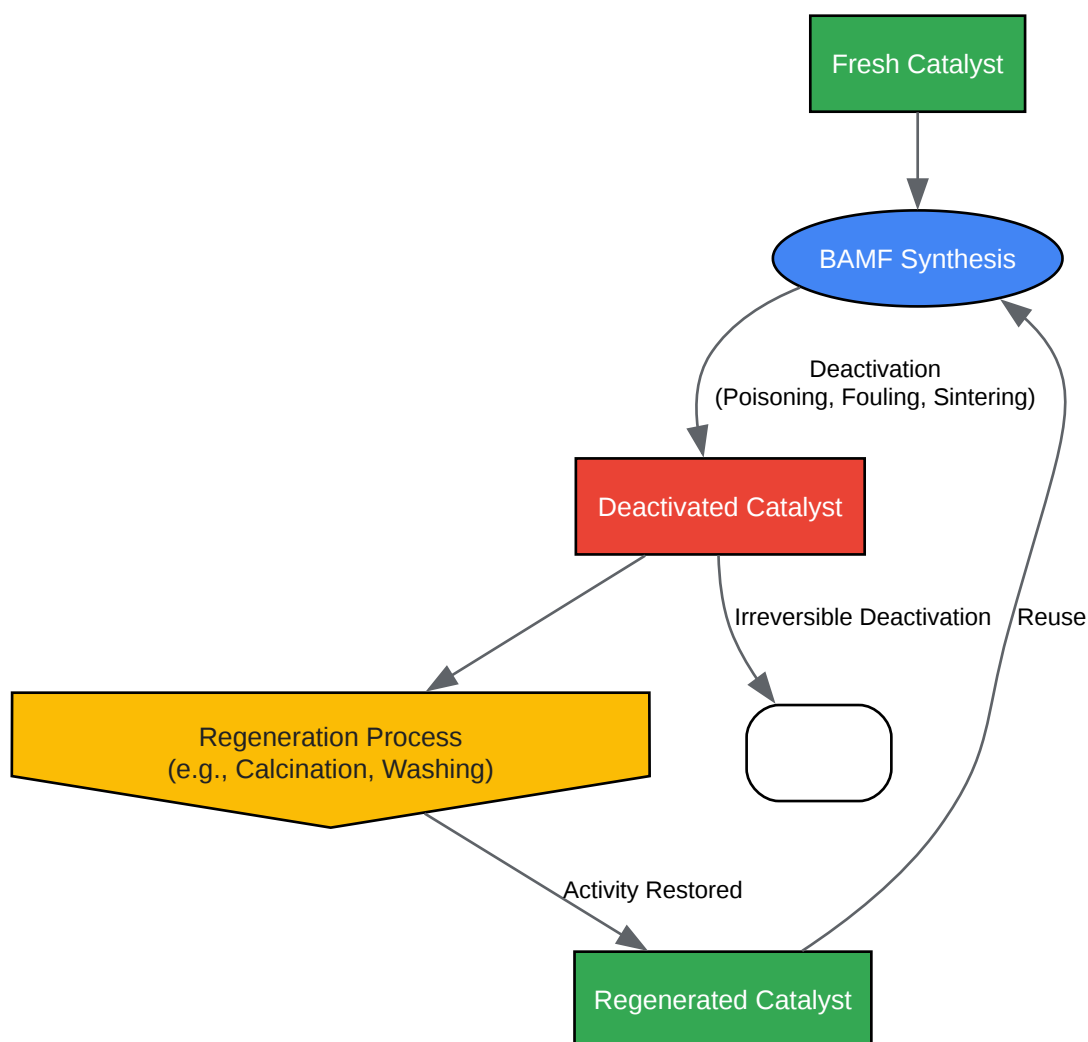 Fresh Catalyst
BAMF Synthesis
Deactivation
(Poisoning, Fouling, Sintering)
Deactivated Catalyst
Irreversible Deactivation
Reuse
Regeneration Process
(e.g., Calcination, Washing)
Activity Restored
Regenerated Catalyst